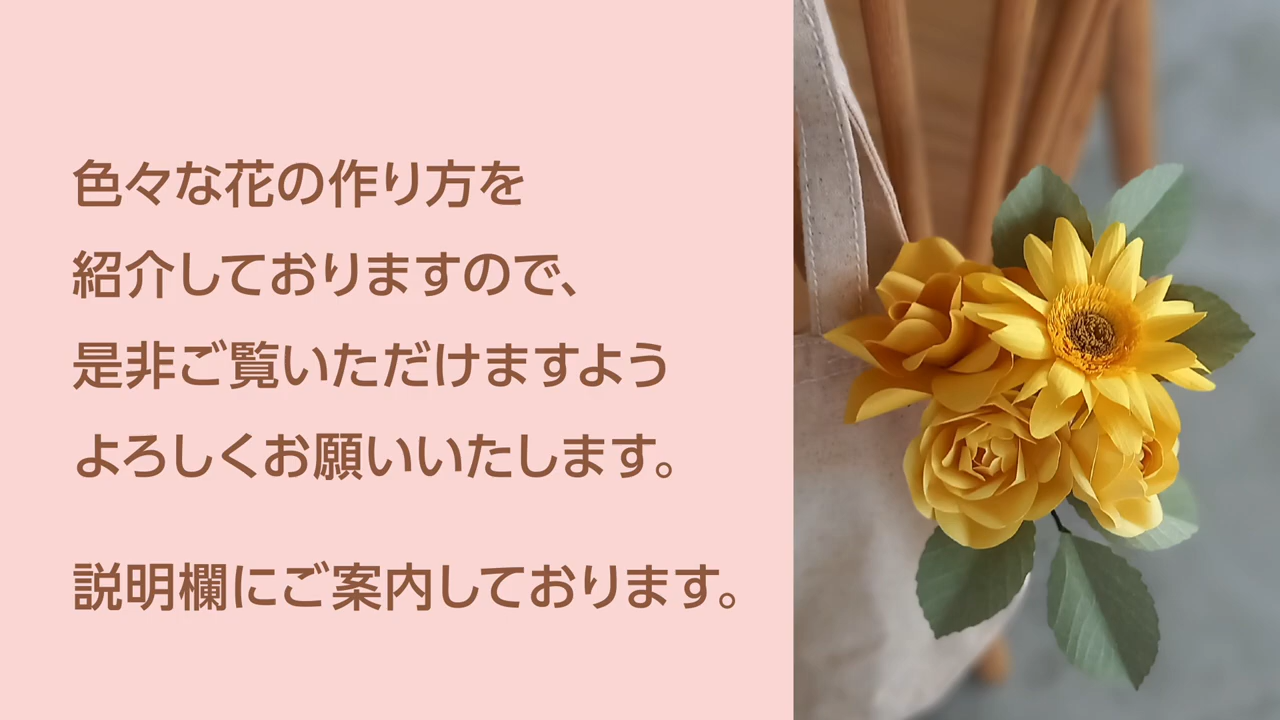 色々な花の作り方を
紹介しておりますので、
是非ご覧いただけますよう
よろしくお願いいたします。
説明欄にご案内しております。